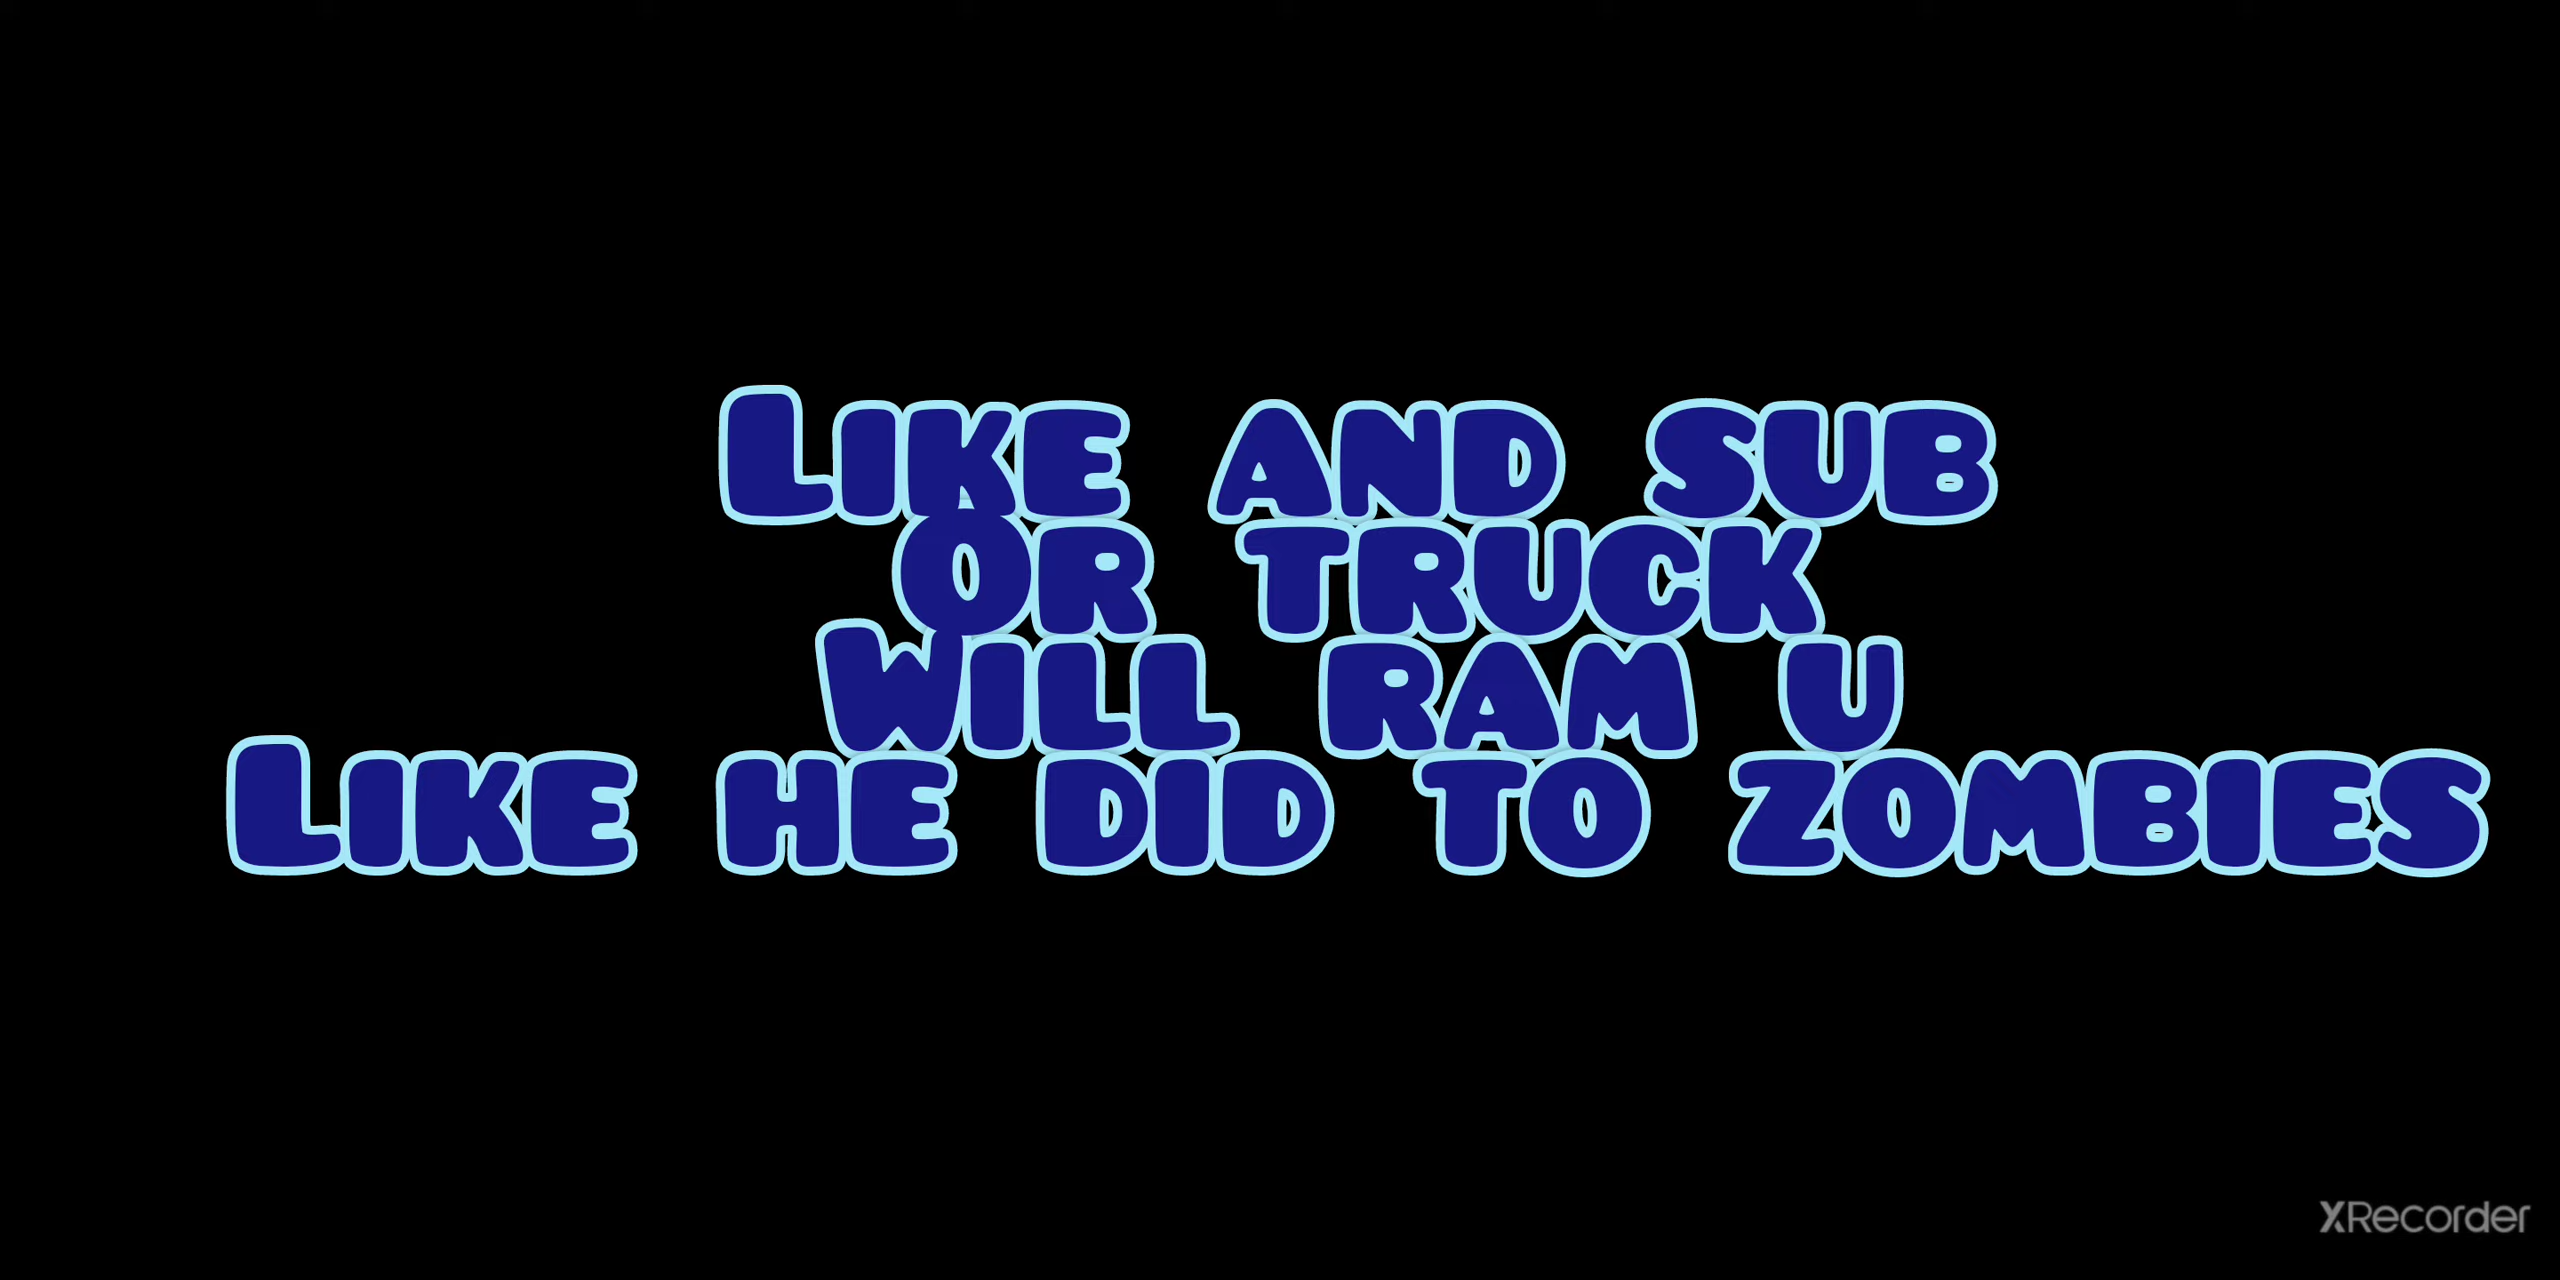 Like and sub
Or truck
Will ram u
Like he did to zombies
XRecorder